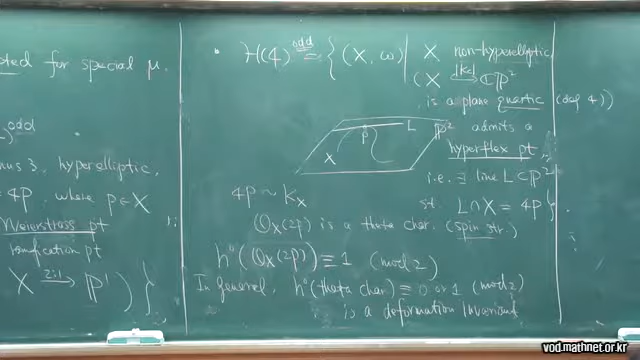 ted for special μ.
odd
nus 3, hyperelliptic,
= 4P, where p ∈ X
Weierstrass pt
ramification pt
X 2:1→ ℙ¹ ) }
• H(4)^odd = { (X, ω) | X non-hyperelliptic
(X |K|→ ℂℙ²
is a plane quartic (deg 4))
X P L ℙ² admits a
hyperflex pt,
i.e. ∃ line L⊂ℙ²
4P ~ K_X s.t. L∩X = 4P }.
O_X(2P) is a theta char. (spin str.)
h⁰(O_X(2P)) ≡ 1 (mod 2)
In general, h⁰(theta char) ≡ 0 or 1 (mod 2)
is a deformation invariant
vod.mathnet.or.kr